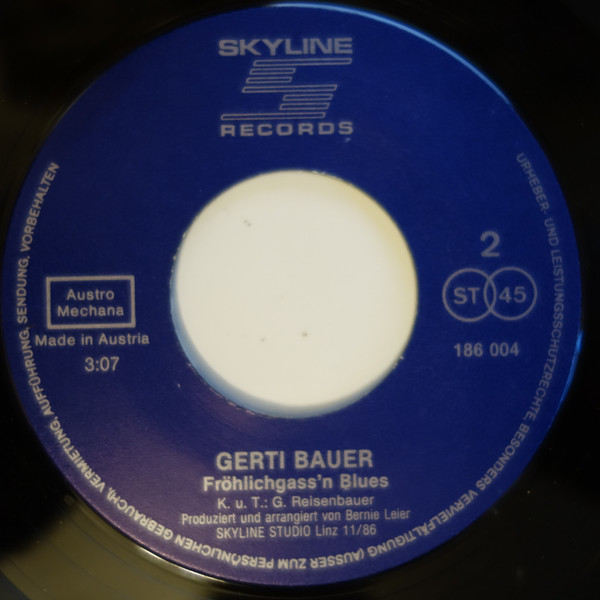 SKYLINE
RECORDS
URHEBER- UND LEISTUNGSSCHUTZRECHTE, BESONDERS VERVIELFÄLTIGUNG (AUSSER ZUM PERSÖNLICHEN GEBRAUCH), VERMIETUNG, AUFFÜHRUNG, SENDUNG, VORBEHALTEN
Austro
Mechana
Made in Austria
3:07
2
ST 45
186 004
GERTI BAUER
Fröhlichgass'n Blues
K. u. T.: G. Reisenbauer
Produziert und arrangiert von Bernie Leier
SKYLINE STUDIO Linz 11/86